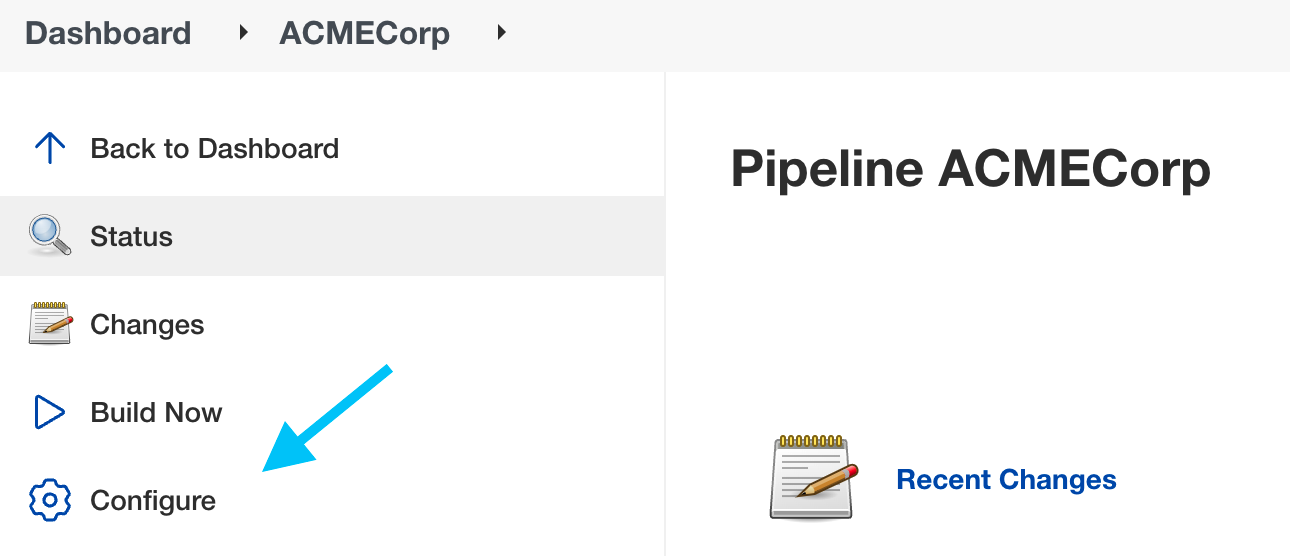 Dashboard ACMECorp
Back to Dashboard
Status
Changes
Build Now
Configure
Pipeline ACMECorp
Recent Changes